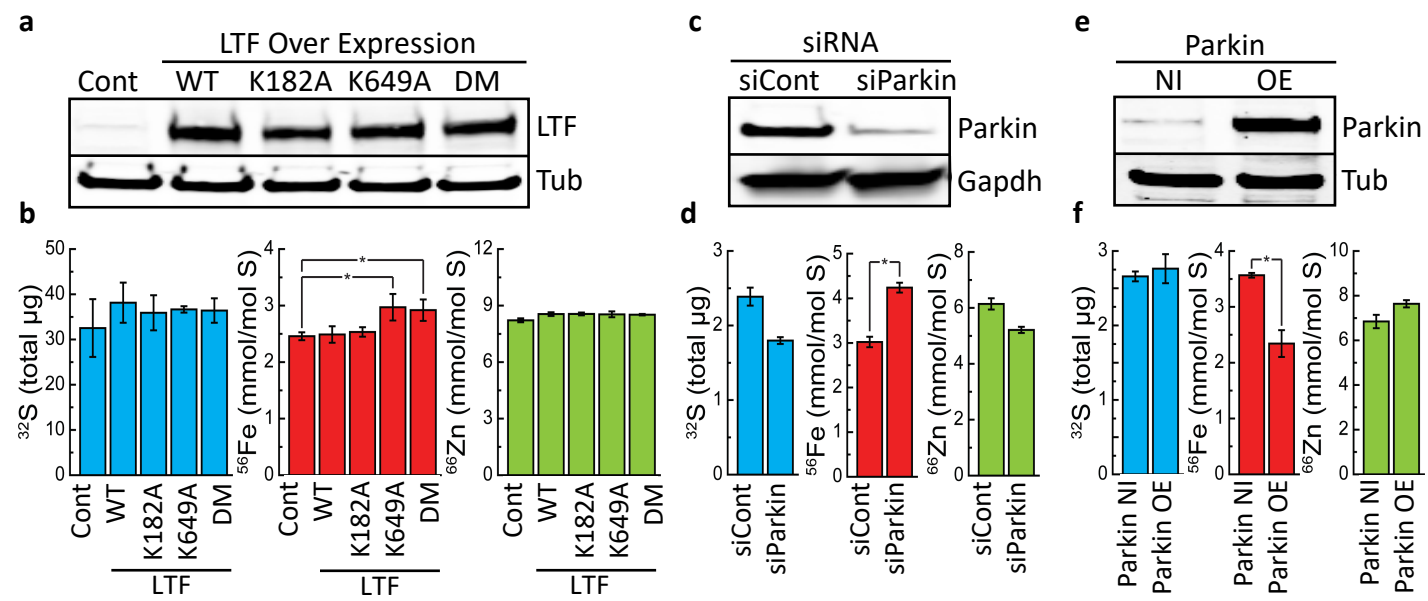 a
LTF Over Expression
Cont WT K182A K649A DM
LTF
Tub
b
50
40
30
20
10
0
³²S (total µg)
Cont
WT
K182A
K649A
DM
LTF
4
3
2
1
0
⁵⁶Fe (mmol/mol S)
*
*
Cont
WT
K182A
K649A
DM
LTF
12
9
6
3
0
⁶⁶Zn (mmol/mol S)
Cont
WT
K182A
K649A
DM
LTF
c
siRNA
siCont siParkin
Parkin
Gapdh
d
3
2
1
0
³²S (total µg)
siCont
siParkin
5
4
3
2
1
0
⁵⁶Fe (mmol/mol S)
*
siCont
siParkin
8
6
4
2
0
⁶⁶Zn (mmol/mol S)
siCont
siParkin
e
Parkin
NI OE
Parkin
Tub
f
3
2
1
0
³²S (total µg)
Parkin NI
Parkin OE
4
3
2
1
0
⁵⁶Fe (mmol/mol S)
*
Parkin NI
Parkin OE
10
8
6
4
2
0
⁶⁶Zn (mmol/mol S)
Parkin NI
Parkin OE